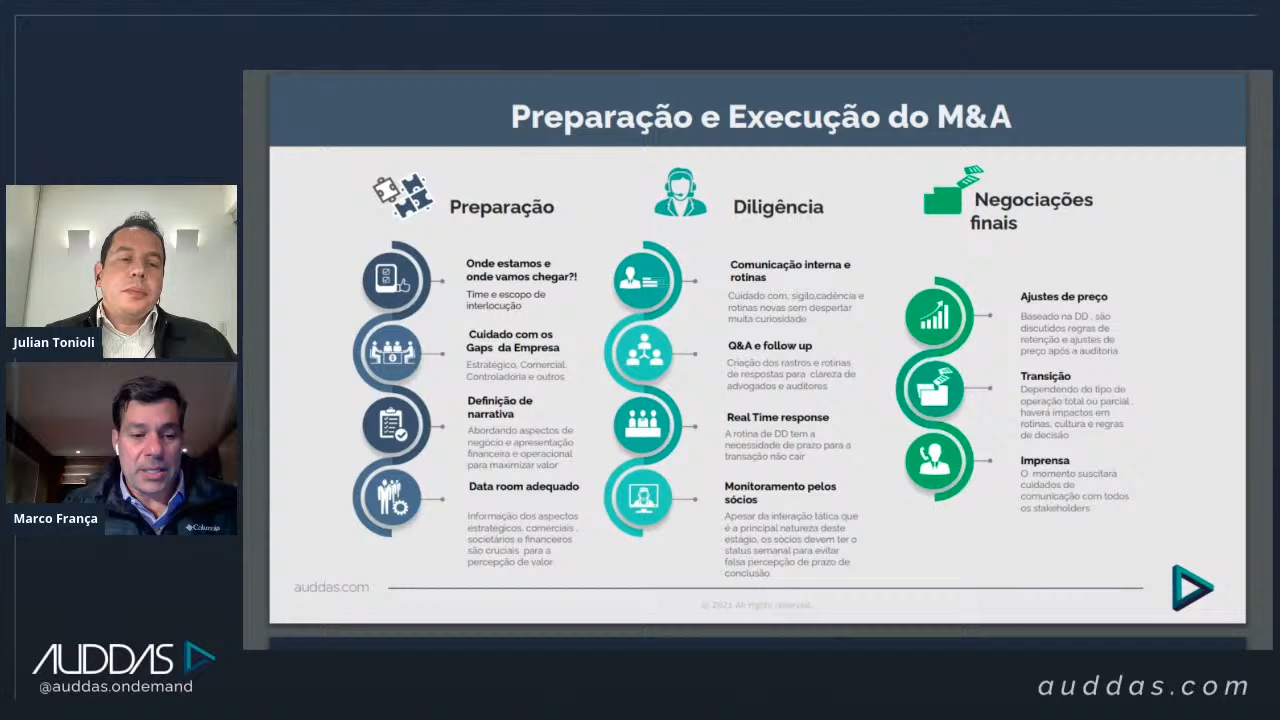 Preparação e Execução do M&A
Preparação
Onde estamos e
onde vamos chegar?!
Time e escopo de
interlocução
Cuidado com os
Gaps da Empresa
Estratégico, Comercial,
Controladoria e outros
Definição de
narrativa
Abordando aspectos de
negócio e apresentação
financeira e operacional
para maximizar valor
Data room adequado
Informação dos aspectos
estratégicos, comerciais ,
societários e financeiros
são cruciais para a
percepção de valor
Diligência
Comunicação interna e
rotinas
Cuidado com, sigilo,cadência e
rotinas novas sem despertar
muita curiosidade
Q&A e follow up
Criação dos rastros e rotinas
de respostas para clareza de
advogados e auditores
Real Time response
A rotina de DD tem a
necessidade de prazo para a
transação não cair
Monitoramento pelos
sócios
Apesar da interação tática que
é a principal natureza deste
estágio, os sócios devem ter o
status semanal para evitar
falsa percepção de prazo de
conclusão
Negociações
finais
Ajustes de preço
Baseado na DD , são
discutidos regras de
retenção e ajustes de
preço após a auditoria
Transição
Dependendo do tipo de
operação total ou parcial ,
haverá impactos em
rotinas, cultura e regras
de decisão
Imprensa
O momento suscitará
cuidados de
comunicação com todos
os stakeholders
auddas.com
© 2021 All rights reserved.
Julian Tonioli
Marco França
Columbia
AUDDAS
@auddas.ondemand
auddas.com